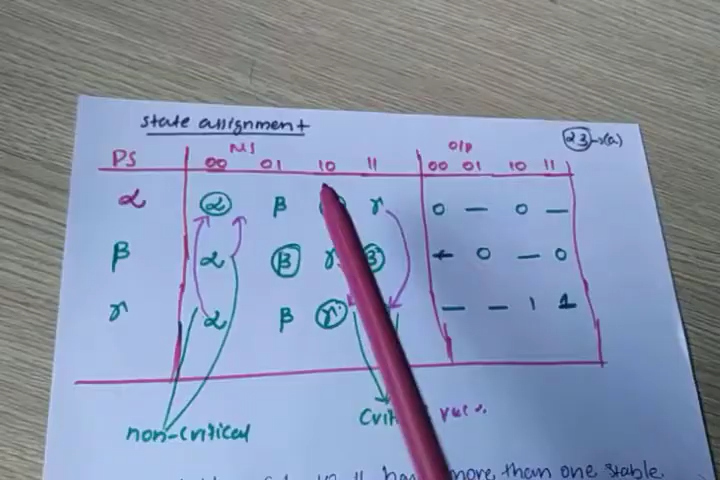 state assignment
23 → (a)
PS NS O/P
00 01 10 11 00 01 10 11
α α β γ 0 — 0 —
β α β γ β — 0 — 0
γ α β γ — — 1 1
non-critical
more than one stable